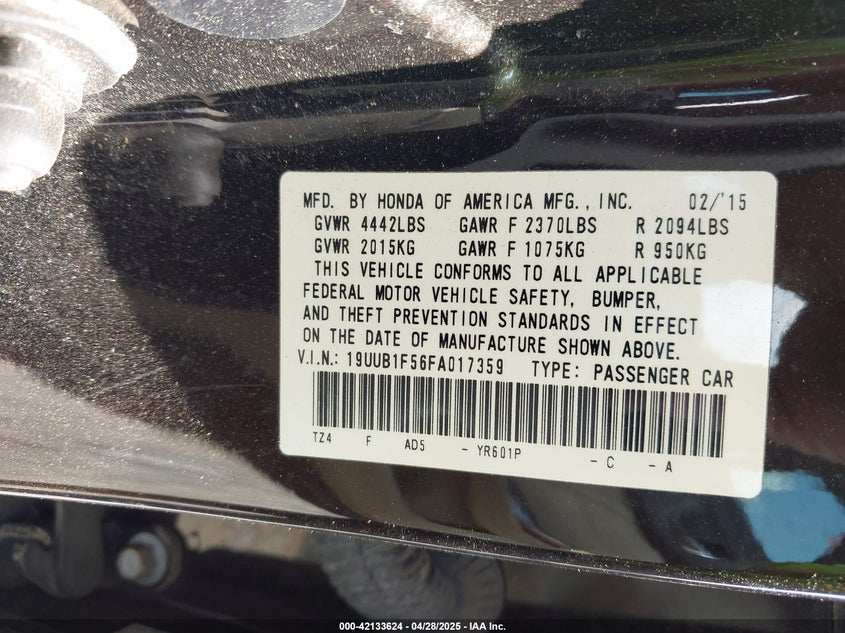 MFD. BY HONDA OF AMERICA MFG., INC. 02/'15
GVWR 4442LBS GAWR F 2370LBS R 2094LBS
GVWR 2015KG GAWR F 1075KG R 950KG
THIS VEHICLE CONFORMS TO ALL APPLICABLE
FEDERAL MOTOR VEHICLE SAFETY, BUMPER,
AND THEFT PREVENTION STANDARDS IN EFFECT
ON THE DATE OF MANUFACTURE SHOWN ABOVE.
V.I.N.: 19UUB1F56FA017359 TYPE: PASSENGER CAR
TZ4 F AD5 - YR601P - C - A
000-42133624 / 04/28/2025 - IAA Inc.